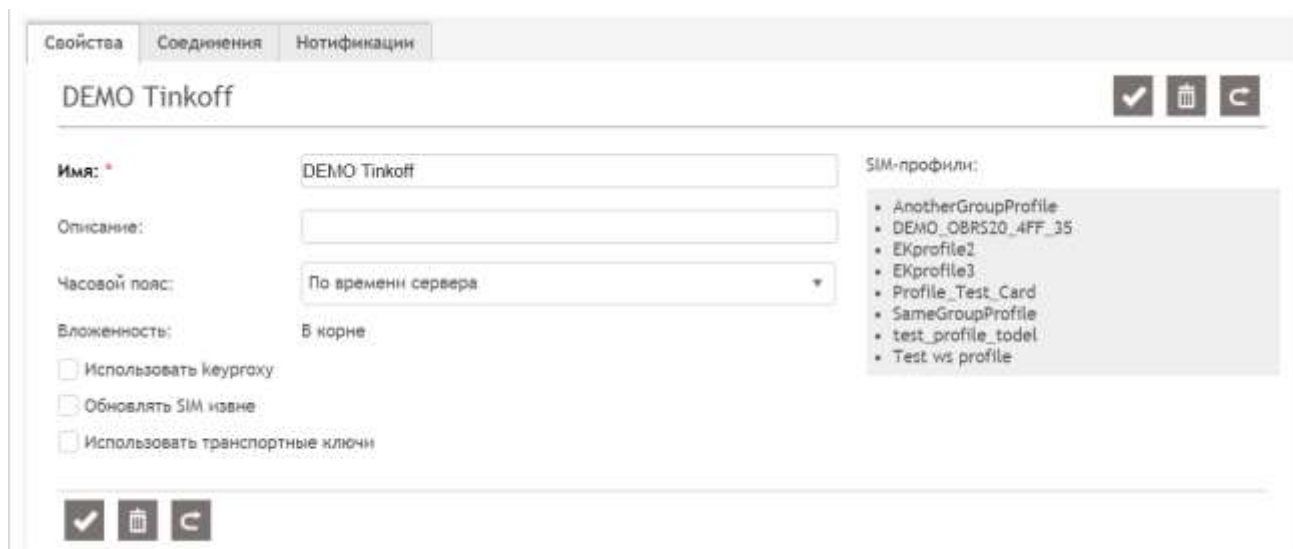 Свойства Соединения Нотификации
DEMO Tinkoff
Имя: * DEMO Tinkoff
Описание:
Часовой пояс: По времени сервера
Вложенность: В корне
Использовать keyproxy
Обновлять SIM извне
Использовать транспортные ключи
SIM-профили:
• AnotherGroupProfile
• DEMO_OBRS20_4FF_35
• EKprofile2
• EKprofile3
• Profile_Test_Card
• SameGroupProfile
• test_profile_todel
• Test ws profile